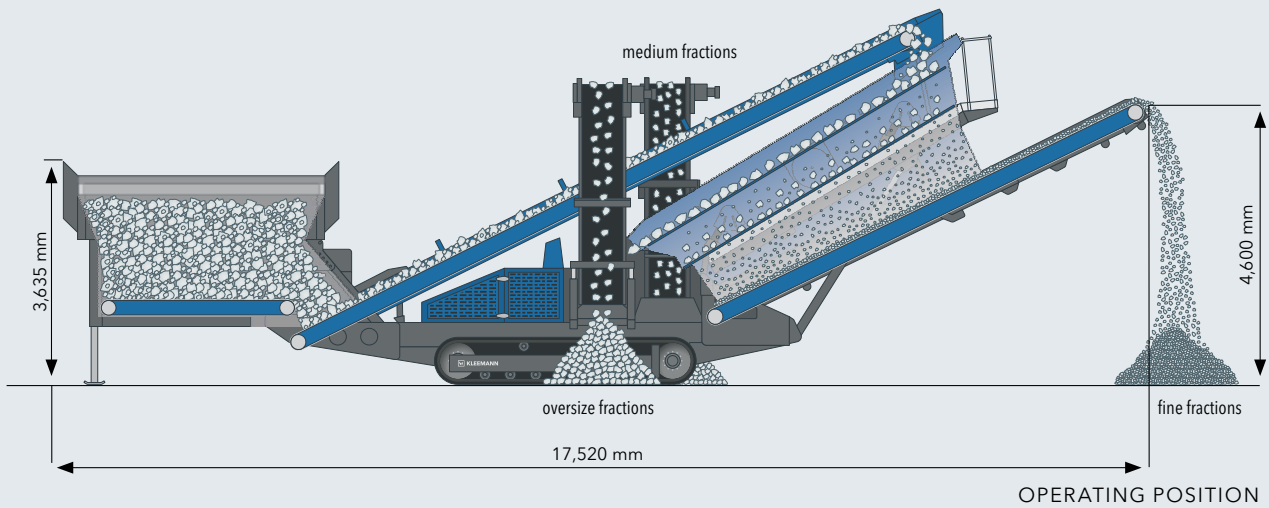 medium fractions
3,635 mm
4,600 mm
KLEEMANN
oversize fractions
fine fractions
17,520 mm
OPERATING POSITION